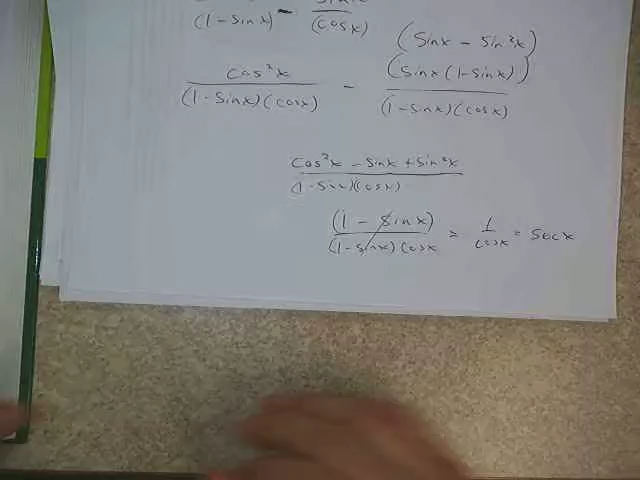 (1 - Sinx) - (cosx)
(Sinx - Sin²x)
cos²x (Sinx (1-Sinx))
(1 - Sinx)(cosx) - (1-Sinx)(cosx)
cos²x - Sinx + Sin²x
(1 - Sinx)(cosx)
(1 - Sinx) 1
(1-Sinx) Cosx = cosx = Secx